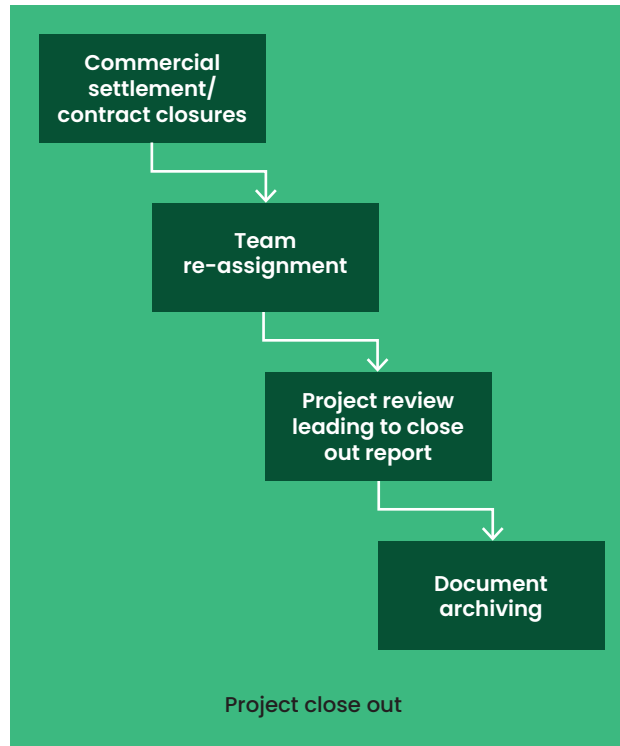 Commercial
settlement/
contract closures
Team
re-assignment
Project review
leading to close
out report
Document
archiving
Project close out